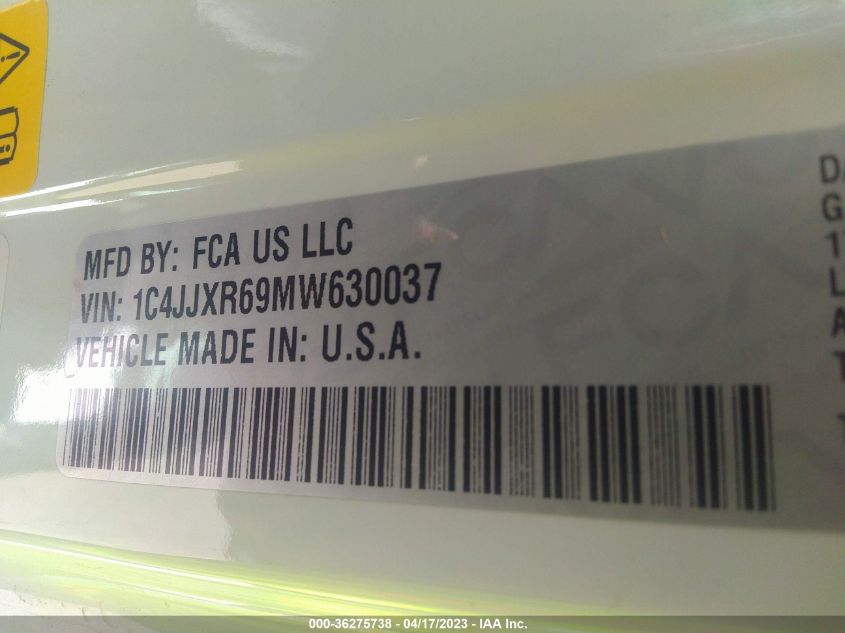 MFD BY: FCA US LLC
VIN: 1C4JJXR69MW630037
VEHICLE MADE IN: U.S.A.
000-36275738 - 04/17/2023 - IAA Inc.